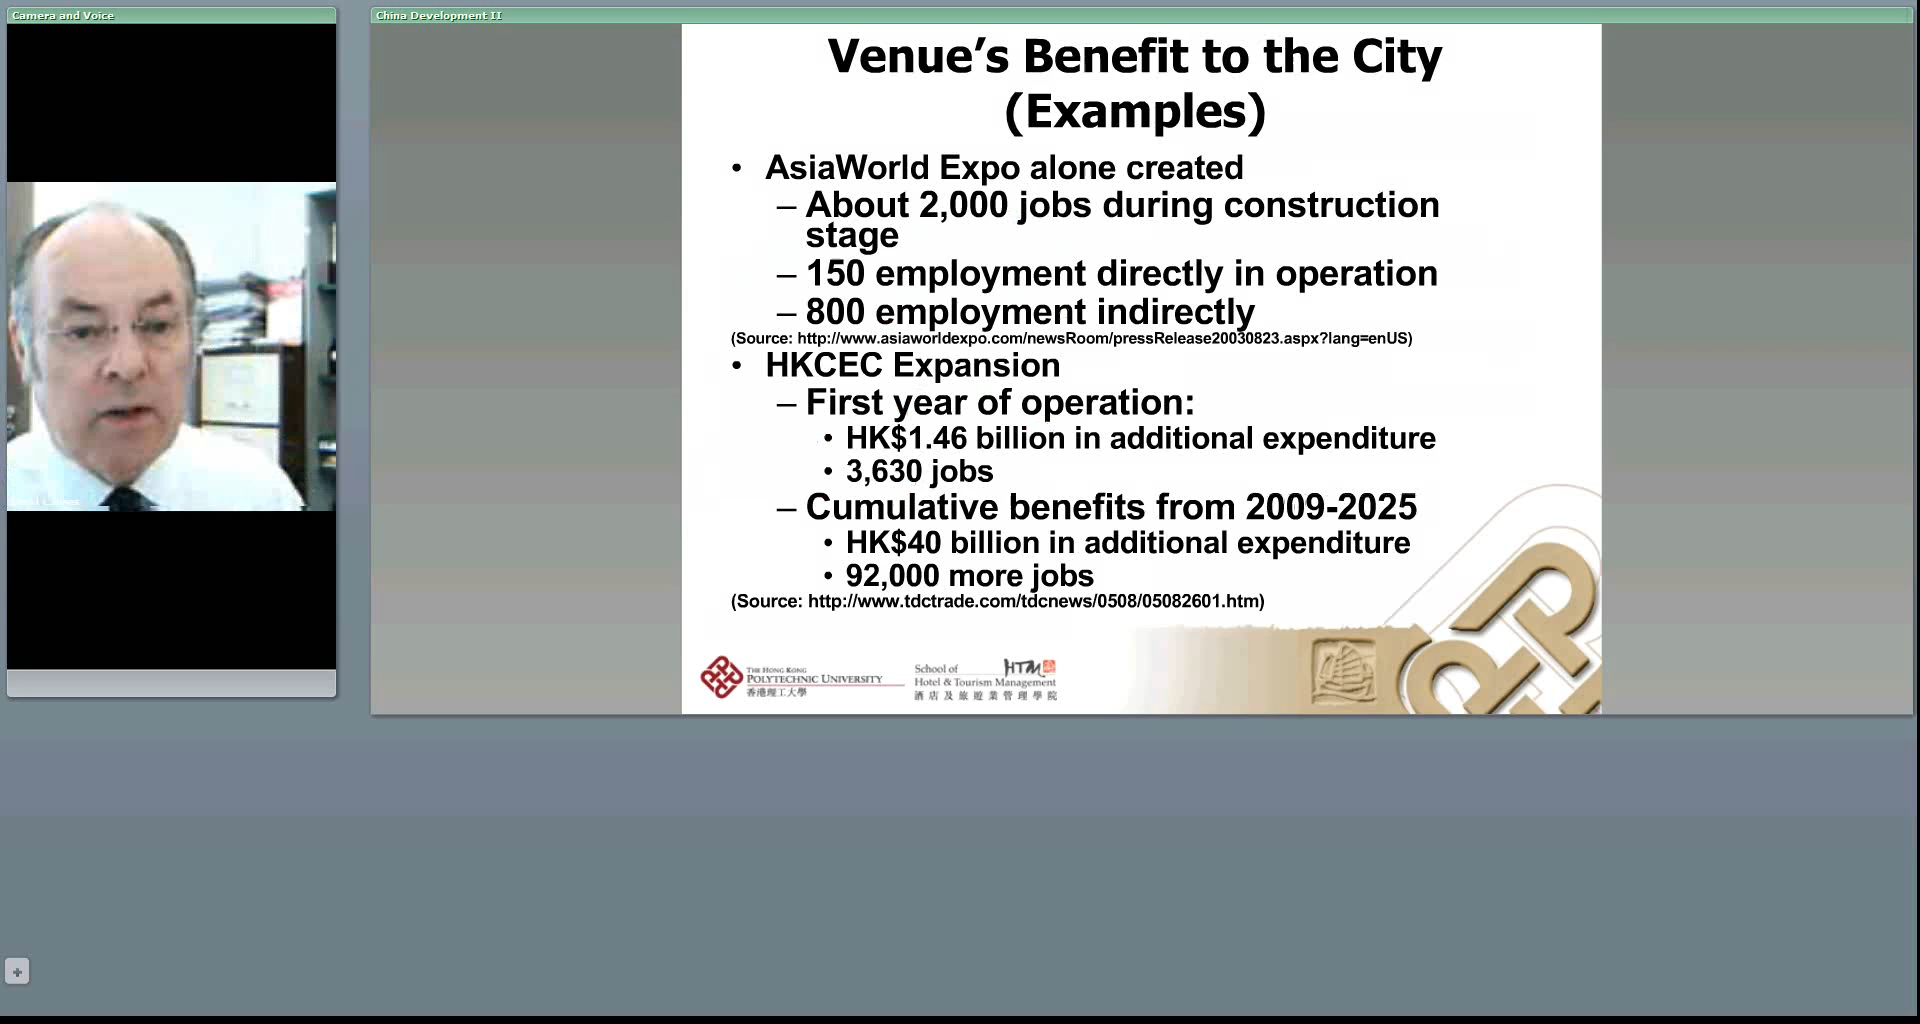 Camera and Voice
China Development II
Venue’s Benefit to the City
(Examples)
• AsiaWorld Expo alone created
– About 2,000 jobs during construction
stage
– 150 employment directly in operation
– 800 employment indirectly
(Source: http://www.asiaworldexpo.com/newsRoom/pressRelease20030823.aspx?lang=enUS)
• HKCEC Expansion
– First year of operation:
• HK$1.46 billion in additional expenditure
• 3,630 jobs
– Cumulative benefits from 2009-2025
• HK$40 billion in additional expenditure
• 92,000 more jobs
(Source: http://www.tdctrade.com/tdcnews/0508/05082601.htm)
THE HONG KONG
POLYTECHNIC UNIVERSITY
香港理工大學
School of
HTM
Hotel & Tourism Management
酒店及旅遊業管理學院